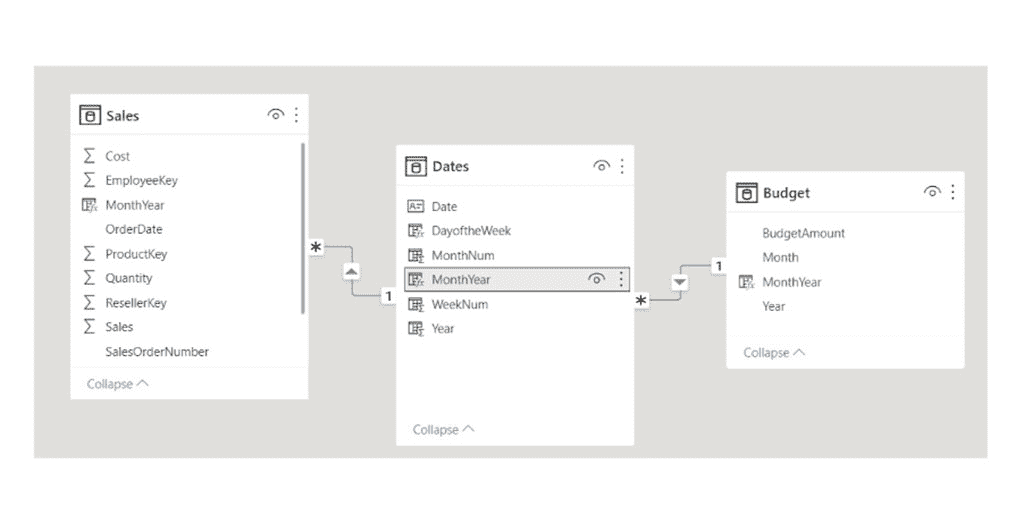 Sales
Cost
EmployeeKey
MonthYear
OrderDate
ProductKey
Quantity
ResellerKey
Sales
SalesOrderNumber
Collapse
*
1
Dates
Date
DayoftheWeek
MonthNum
MonthYear
WeekNum
Year
Collapse
*
1
Budget
BudgetAmount
Month
MonthYear
Year
Collapse